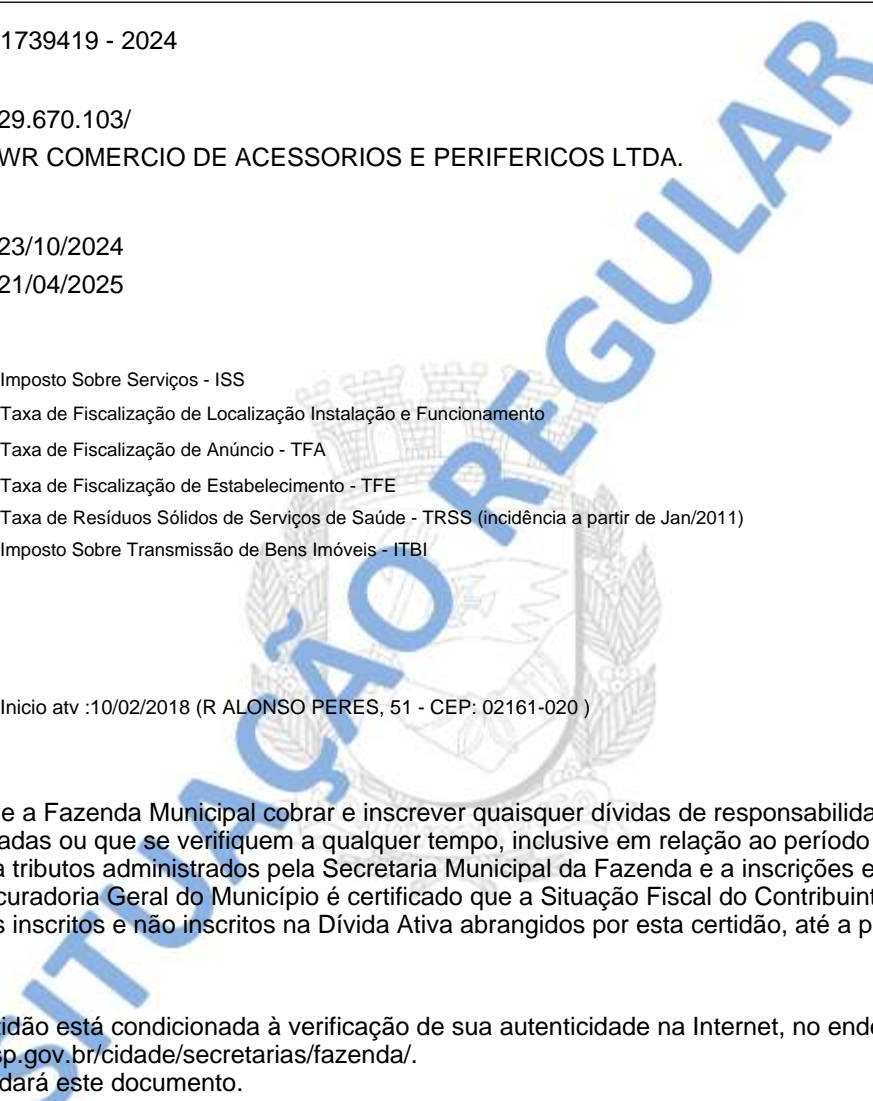 1739419 - 2024
29.670.103/
WR COMERCIO DE ACESSORIOS E PERIFERICOS LTDA.
23/10/2024
21/04/2025
Imposto Sobre Serviços - ISS
Taxa de Fiscalização de Localização Instalação e Funcionamento
Taxa de Fiscalização de Anúncio - TFA
Taxa de Fiscalização de Estabelecimento - TFE
Taxa de Resíduos Sólidos de Serviços de Saúde - TRSS (incidência a partir de Jan/2011)
Imposto Sobre Transmissão de Bens Imóveis - ITBI
Inicio atv :10/02/2018 (R ALONSO PERES, 51 - CEP: 02161-020 )
e a Fazenda Municipal cobrar e inscrever quaisquer dívidas de responsabilida
adas ou que se verifiquem a qualquer tempo, inclusive em relação ao período
a tributos administrados pela Secretaria Municipal da Fazenda e a inscrições e
curadoria Geral do Município é certificado que a Situação Fiscal do Contribuint
s inscritos e não inscritos na Dívida Ativa abrangidos por esta certidão, até a p
tidão está condicionada à verificação de sua autenticidade na Internet, no ende
sp.gov.br/cidade/secretarias/fazenda/.
dará este documento.
SITUAÇÃO REGULAR